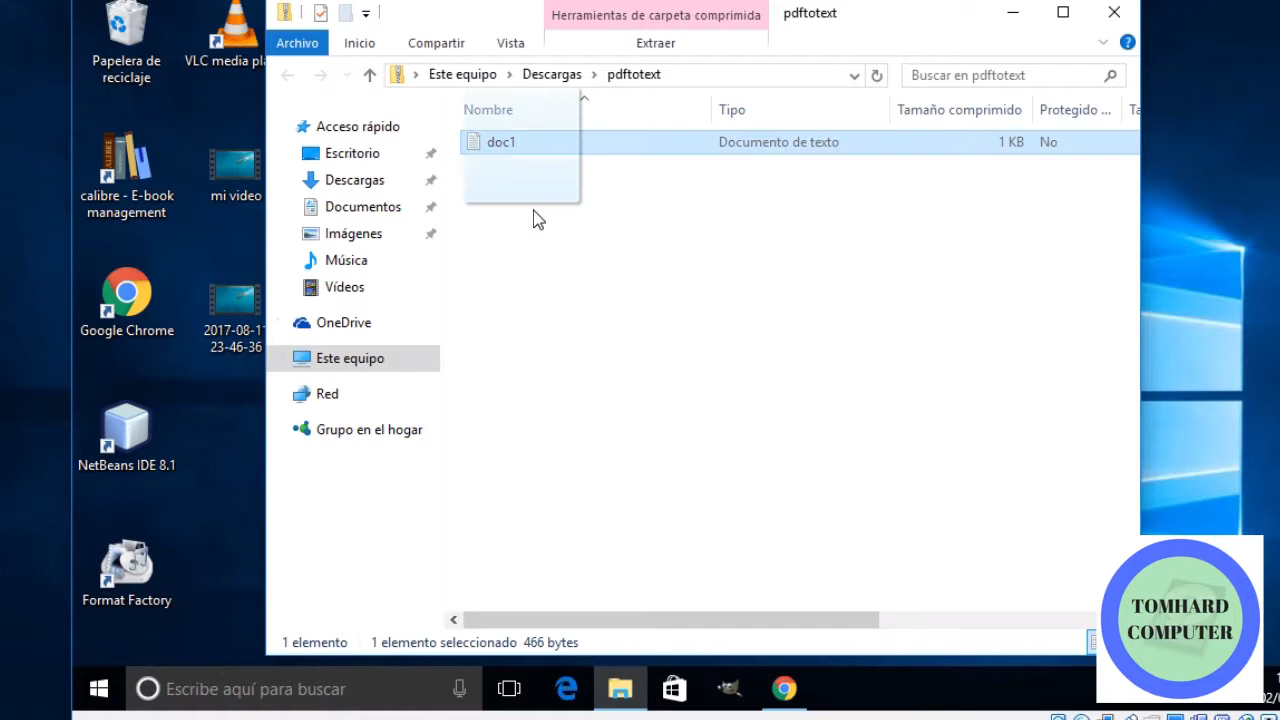 Herramientas de carpeta comprimida
pdftotext
Archivo
Inicio
Compartir
Vista
Extraer
Este equipo
Descargas
pdftotext
Buscar en pdftotext
Nombre
Tipo
Tamaño comprimido
Protegido ...
doc1
Documento de texto
1 KB
No
Acceso rápido
Escritorio
Descargas
Documentos
Imágenes
Música
Vídeos
OneDrive
Este equipo
Red
Grupo en el hogar
1 elemento
1 elemento seleccionado 466 bytes
Papelera de
reciclaje
VLC media pla
calibre - E-book
management
mi video
Google Chrome
2017-08-11
23-46-36
NetBeans IDE 8.1
Format Factory
Escribe aquí para buscar
TOMHARD
COMPUTER